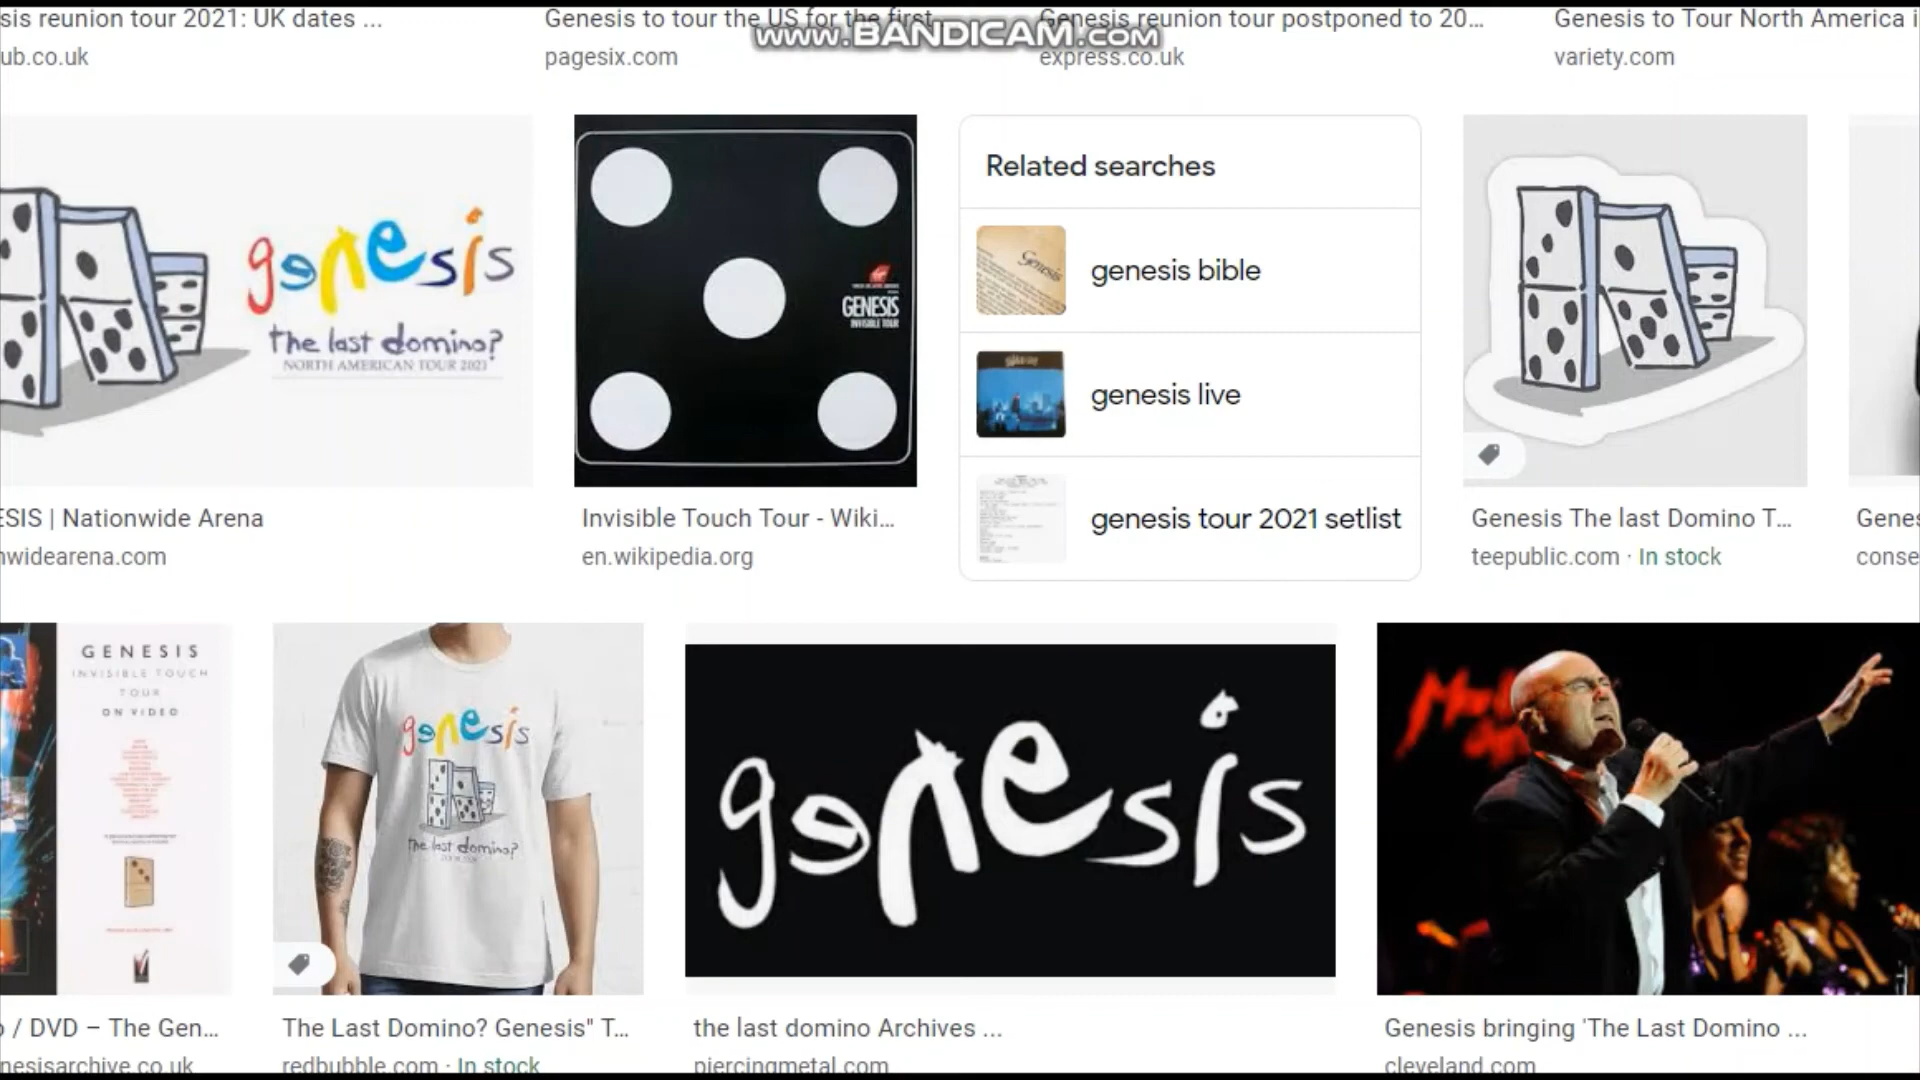 sis reunion tour 2021: UK dates ...
ub.co.uk
Genesis to tour the US for the first
pagesix.com
Genesis reunion tour postponed to 20...
express.co.uk
Genesis to Tour North America i
variety.com
www.BANDICAM.com
genesis
the last domino?
NORTH AMERICAN TOUR 2021
GENESIS
INVISIBLE TOUR
Related searches
genesis bible
genesis live
genesis tour 2021 setlist
Genesis
ESIS | Nationwide Arena
nwidearena.com
Invisible Touch Tour - Wiki...
en.wikipedia.org
Genesis The last Domino T...
teepublic.com · In stock
Genes
conse
GENESIS
INVISIBLE TOUCH
TOUR
ON VIDEO
genesis
the last domino?
genesis
/ DVD – The Gen...
nesisarchive.co.uk
The Last Domino? Genesis" T...
redbubble.com · In stock
the last domino Archives ...
piercingmetal.com
Genesis bringing 'The Last Domino ...
cleveland.com